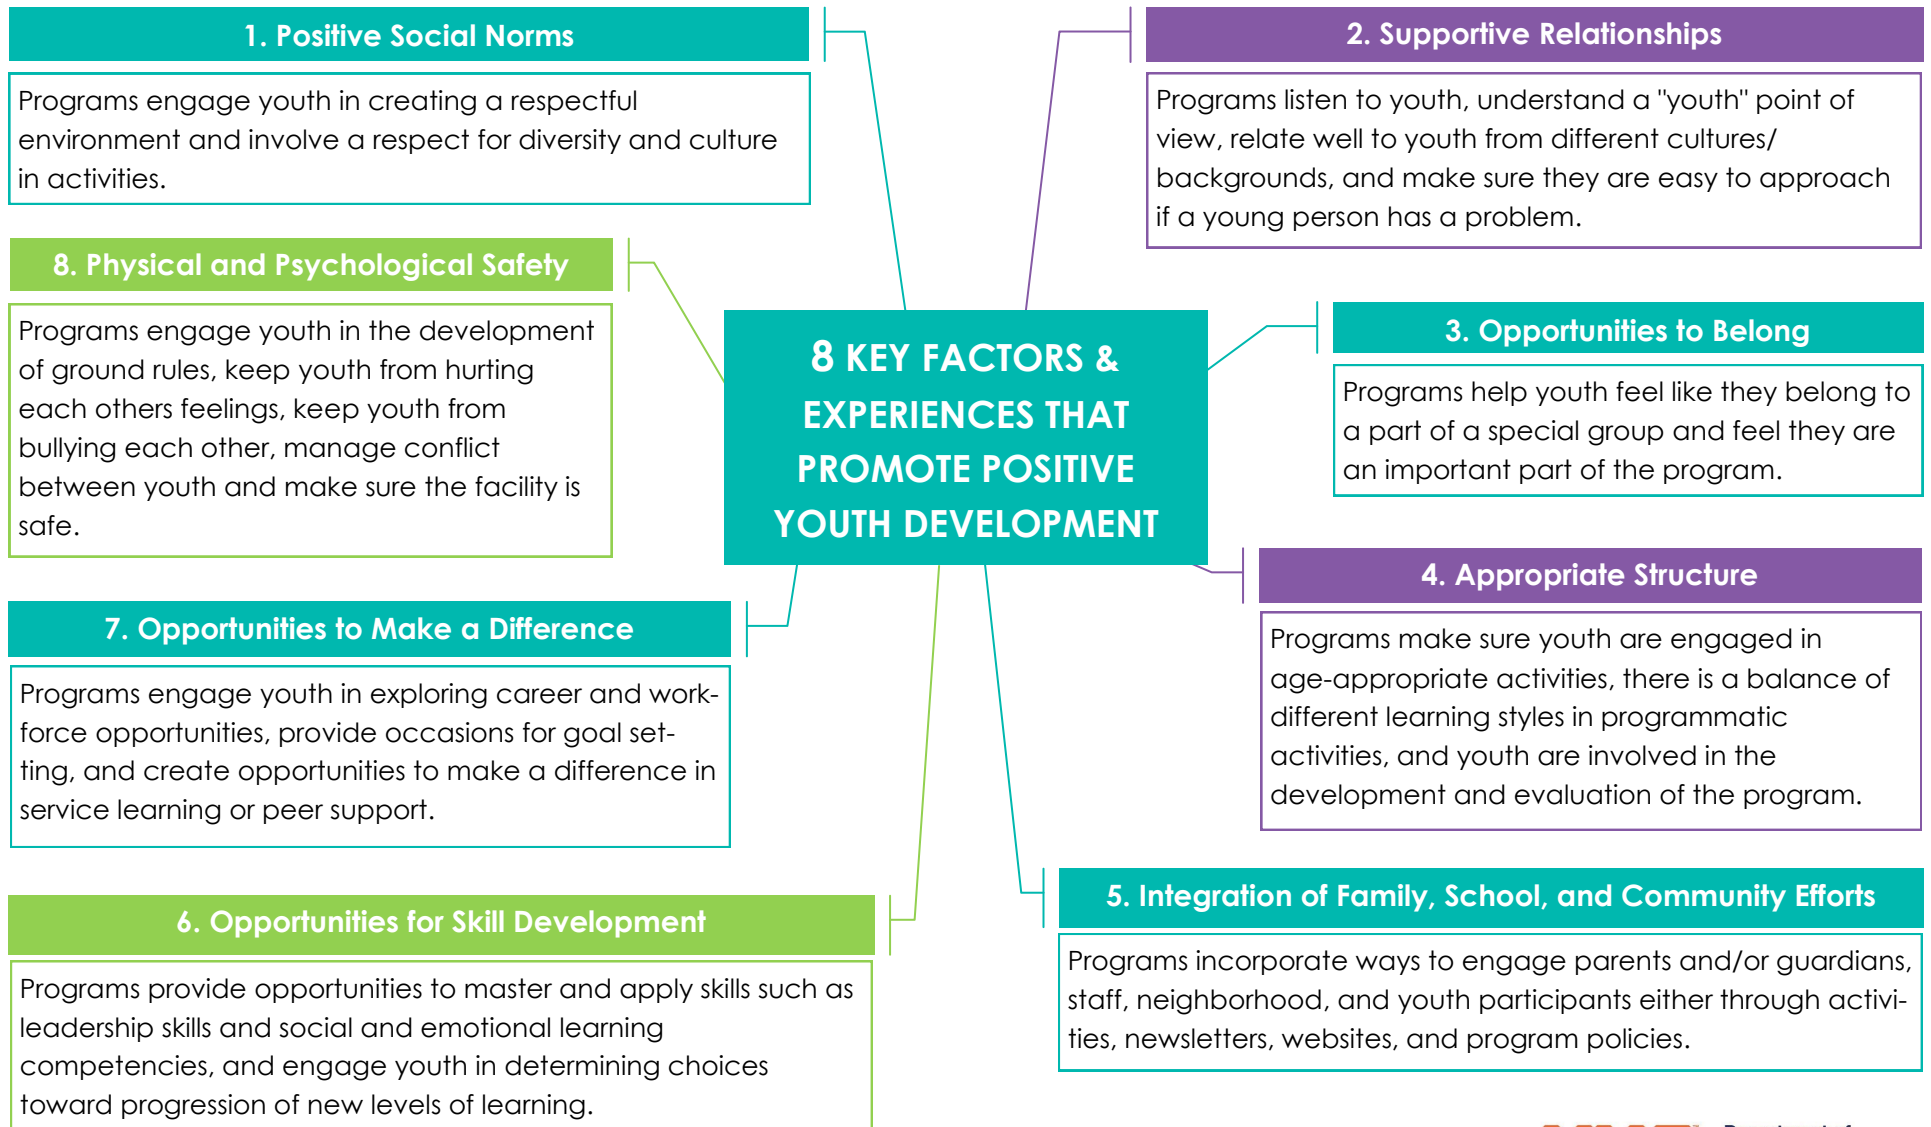 1. Positive Social Norms
Programs engage youth in creating a respectful
environment and involve a respect for diversity and culture
in activities.
2. Supportive Relationships
Programs listen to youth, understand a "youth" point of
view, relate well to youth from different cultures/
backgrounds, and make sure they are easy to approach
if a young person has a problem.
8. Physical and Psychological Safety
Programs engage youth in the development
of ground rules, keep youth from hurting
each others feelings, keep youth from
bullying each other, manage conflict
between youth and make sure the facility is
safe.
8 KEY FACTORS &
EXPERIENCES THAT
PROMOTE POSITIVE
YOUTH DEVELOPMENT
3. Opportunities to Belong
Programs help youth feel like they belong to
a part of a special group and feel they are
an important part of the program.
4. Appropriate Structure
Programs make sure youth are engaged in
age-appropriate activities, there is a balance of
different learning styles in programmatic
activities, and youth are involved in the
development and evaluation of the program.
7. Opportunities to Make a Difference
Programs engage youth in exploring career and work-
force opportunities, provide occasions for goal set-
ting, and create opportunities to make a difference in
service learning or peer support.
5. Integration of Family, School, and Community Efforts
Programs incorporate ways to engage parents and/or guardians,
staff, neighborhood, and youth participants either through activi-
ties, newsletters, websites, and program policies.
6. Opportunities for Skill Development
Programs provide opportunities to master and apply skills such as
leadership skills and social and emotional learning
competencies, and engage youth in determining choices
toward progression of new levels of learning.